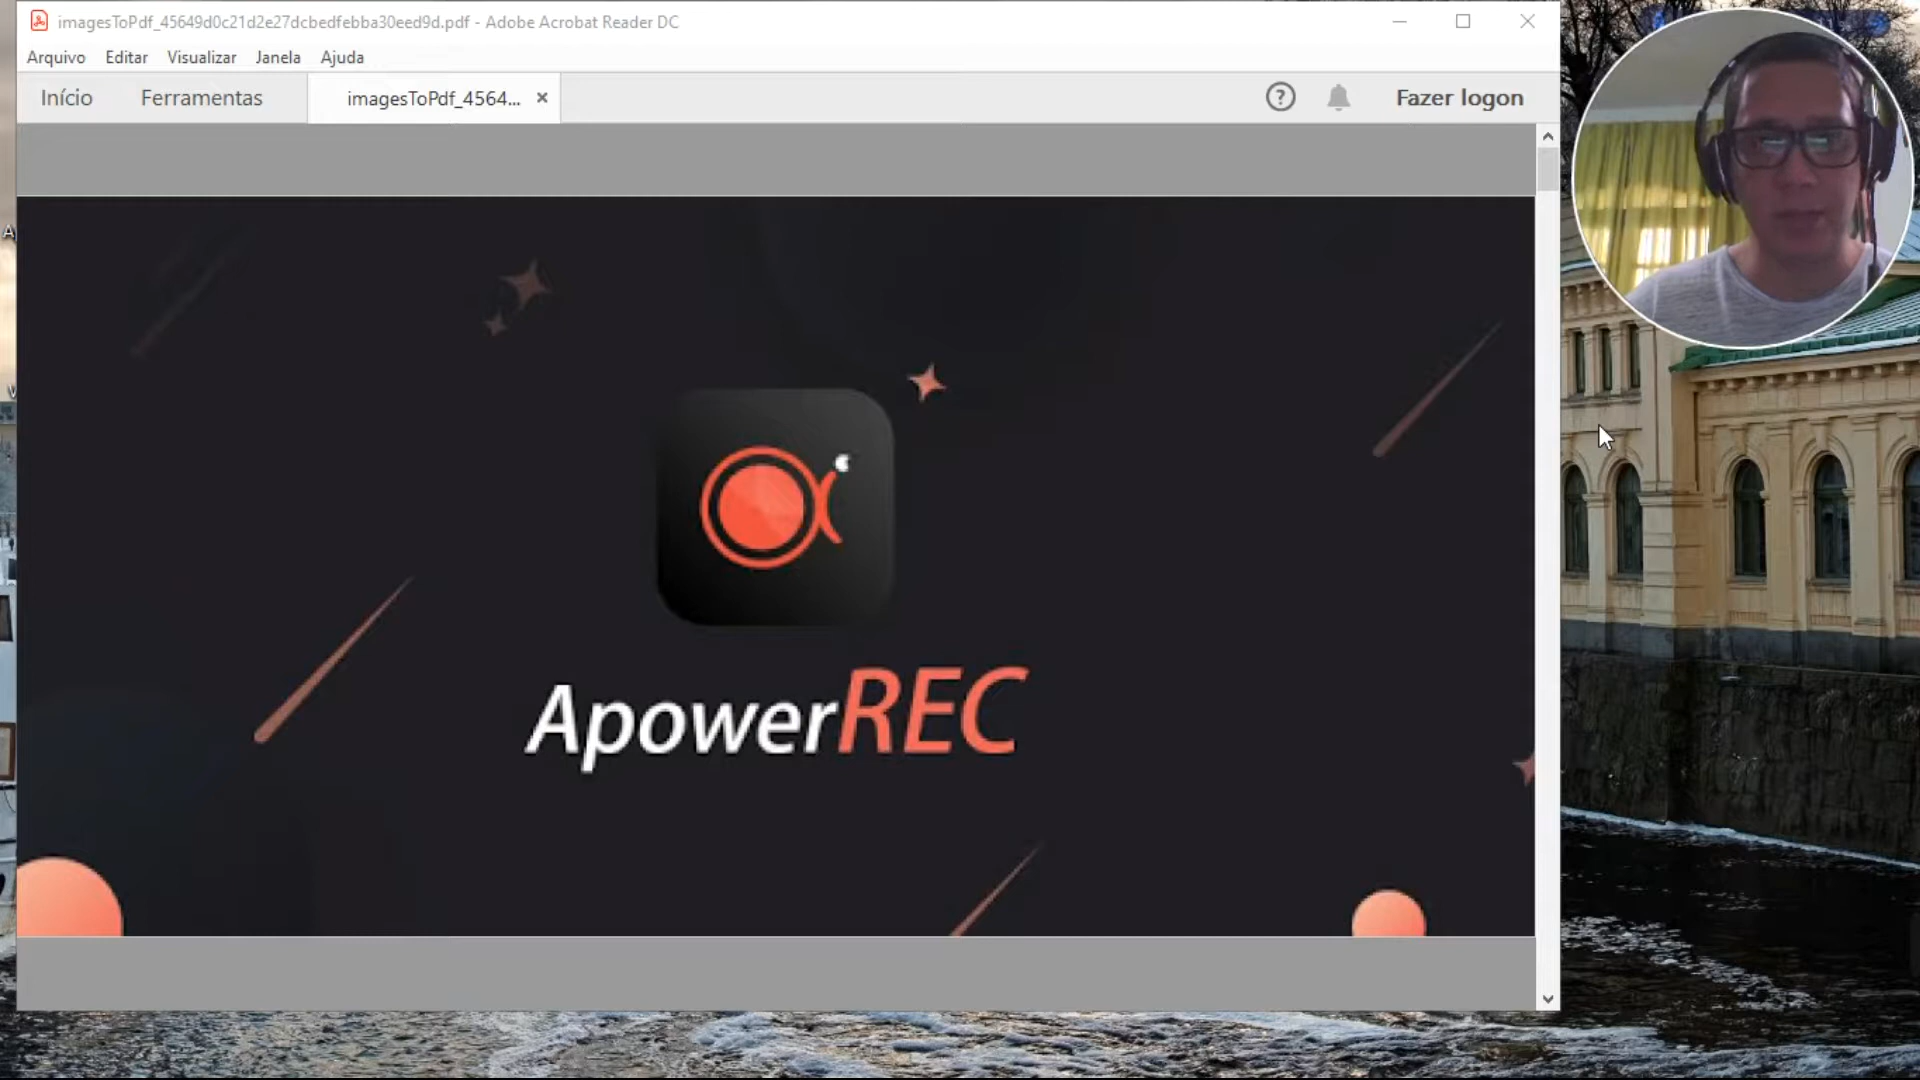 imagesToPdf_45649d0c21d2e27dcbedfebba30eed9d.pdf - Adobe Acrobat Reader DC
Arquivo Editar Visualizar Janela Ajuda
Início Ferramentas imagesToPdf_4564... × ? Fazer logon
ApowerREC